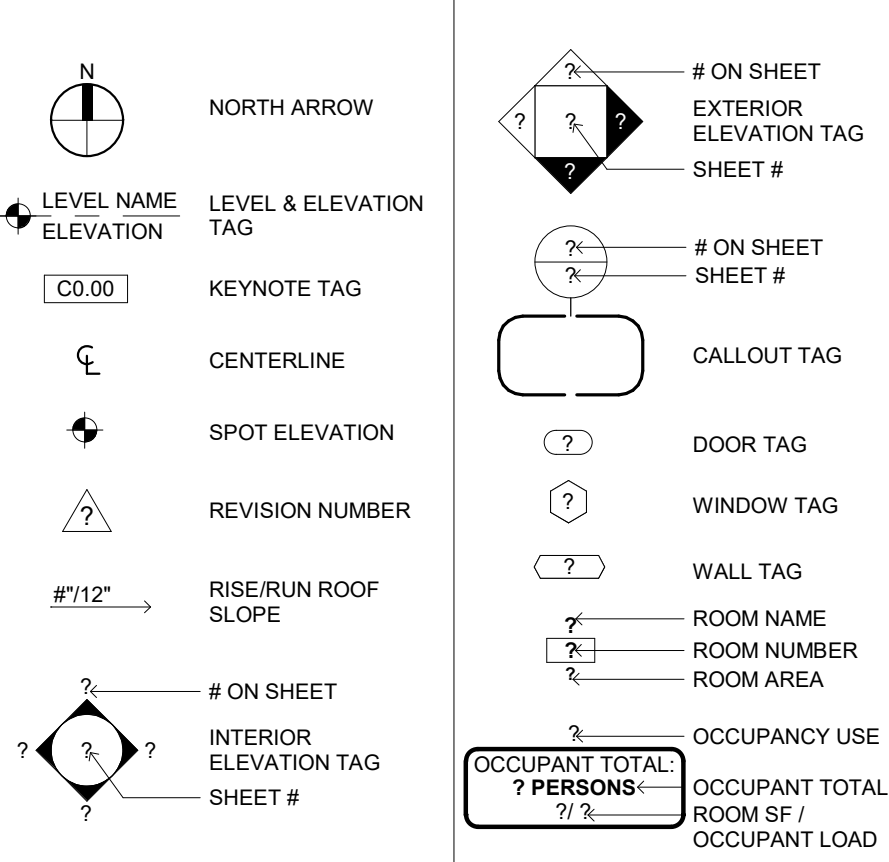 N
NORTH ARROW
LEVEL NAME
ELEVATION
LEVEL & ELEVATION
TAG
C0.00
KEYNOTE TAG
CL
CENTERLINE
SPOT ELEVATION
?
REVISION NUMBER
#"/12"
RISE/RUN ROOF
SLOPE
?
# ON SHEET
?
?
?
INTERIOR
ELEVATION TAG
SHEET #
?
?
# ON SHEET
?
?
?
EXTERIOR
ELEVATION TAG
?
SHEET #
?
# ON SHEET
?
SHEET #
CALLOUT TAG
?
DOOR TAG
?
WINDOW TAG
?
WALL TAG
?
ROOM NAME
?
ROOM NUMBER
?
ROOM AREA
?
OCCUPANCY USE
OCCUPANT TOTAL:
? PERSONS
OCCUPANT TOTAL
?/ ?
ROOM SF /
OCCUPANT LOAD